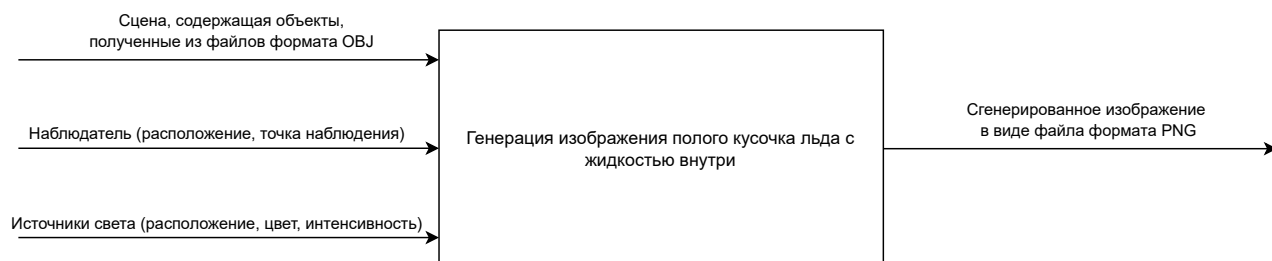 Сцена, содержащая объекты,
полученные из файлов формата OBJ
Наблюдатель (расположение, точка наблюдения)
Источники света (расположение, цвет, интенсивность)
Генерация изображения полого кусочка льда с
жидкостью внутри
Сгенерированное изображение
в виде файла формата PNG